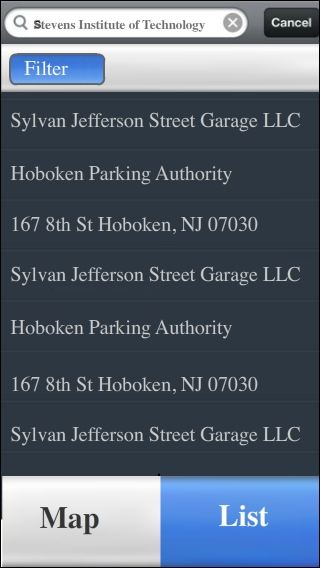 Stevens Institute of Technology
Cancel
Filter
Sylvan Jefferson Street Garage LLC
Hoboken Parking Authority
167 8th St Hoboken, NJ 07030
Sylvan Jefferson Street Garage LLC
Hoboken Parking Authority
167 8th St Hoboken, NJ 07030
Sylvan Jefferson Street Garage LLC
Map
List